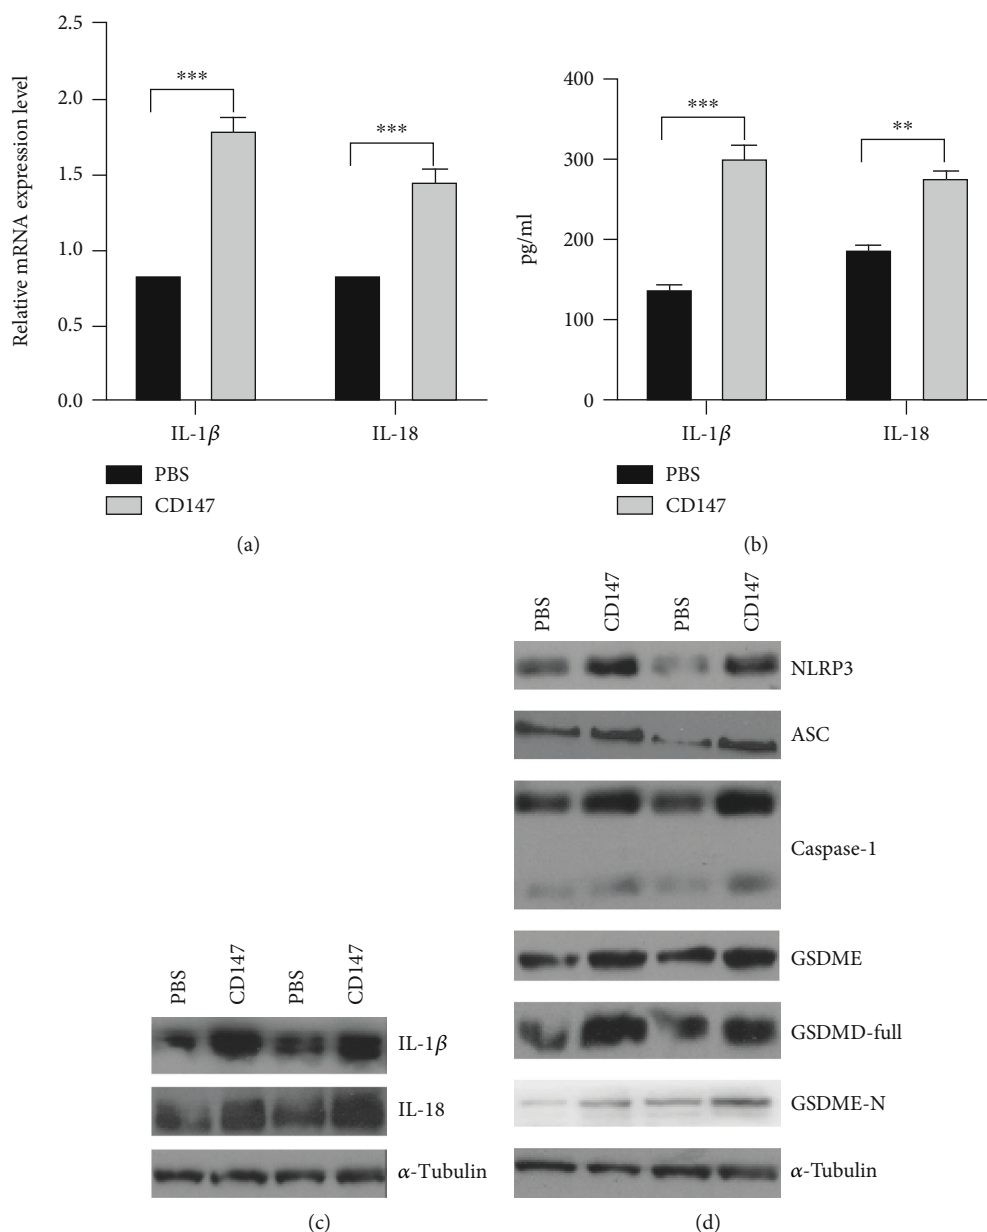 Relative mRNA expression level
2.5
2.0
1.5
1.0
0.5
0.0
***
***
IL-1β
IL-18
PBS
CD147
(a)
pg/ml
400
300
200
100
0
***
**
IL-1β
IL-18
PBS
CD147
(b)
PBS
CD147
PBS
CD147
IL-1β
IL-18
α-Tubulin
(c)
PBS
CD147
PBS
CD147
NLRP3
ASC
Caspase-1
GSDME
GSDMD-full
GSDME-N
α-Tubulin
(d)